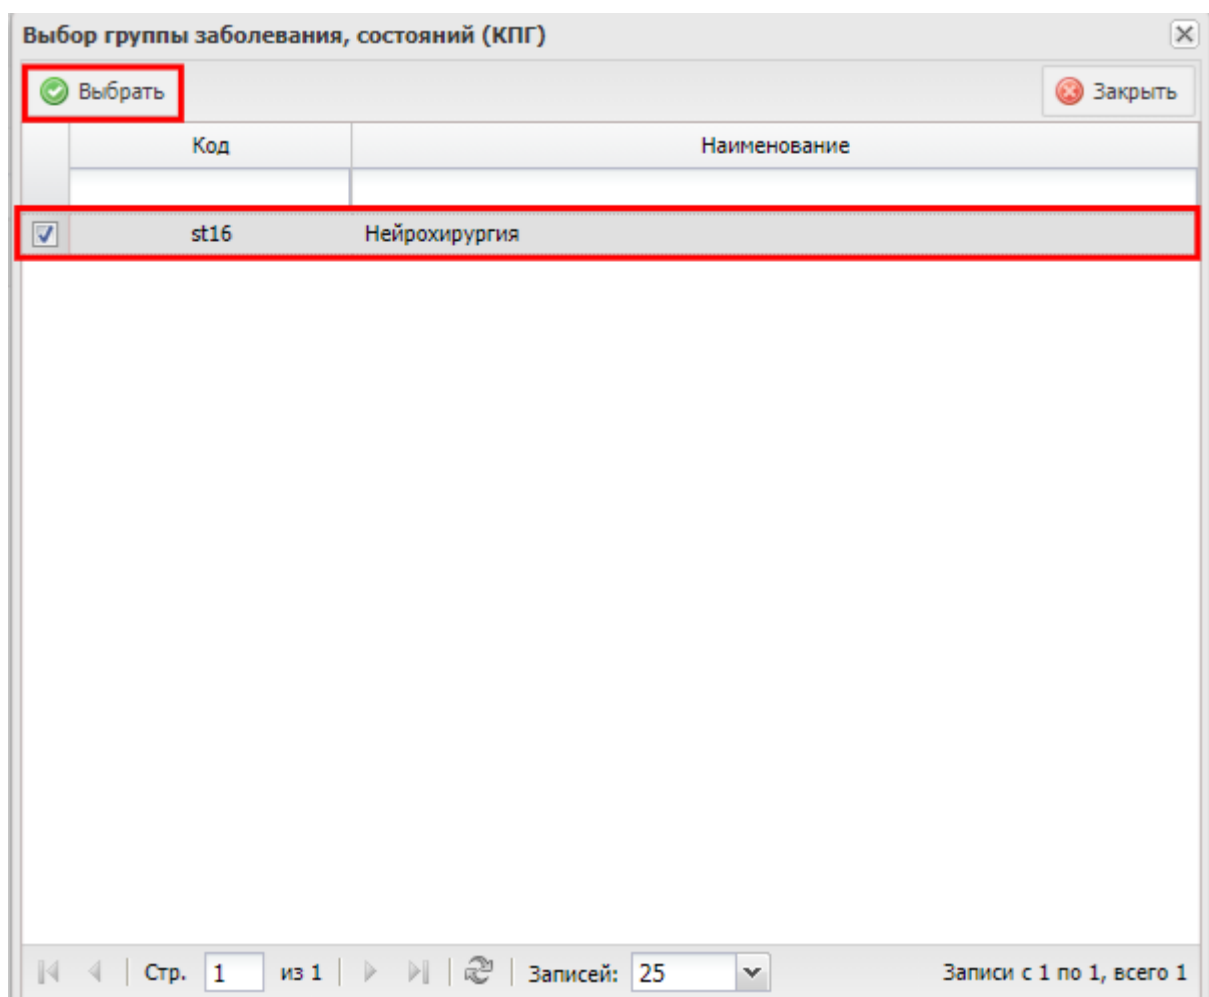 Выбор группы заболевания, состояний (КПГ)
Выбрать Закрыть
Код Наименование
st16 Нейрохирургия
Стр. 1 из 1 Записей: 25 Записи с 1 по 1, всего 1